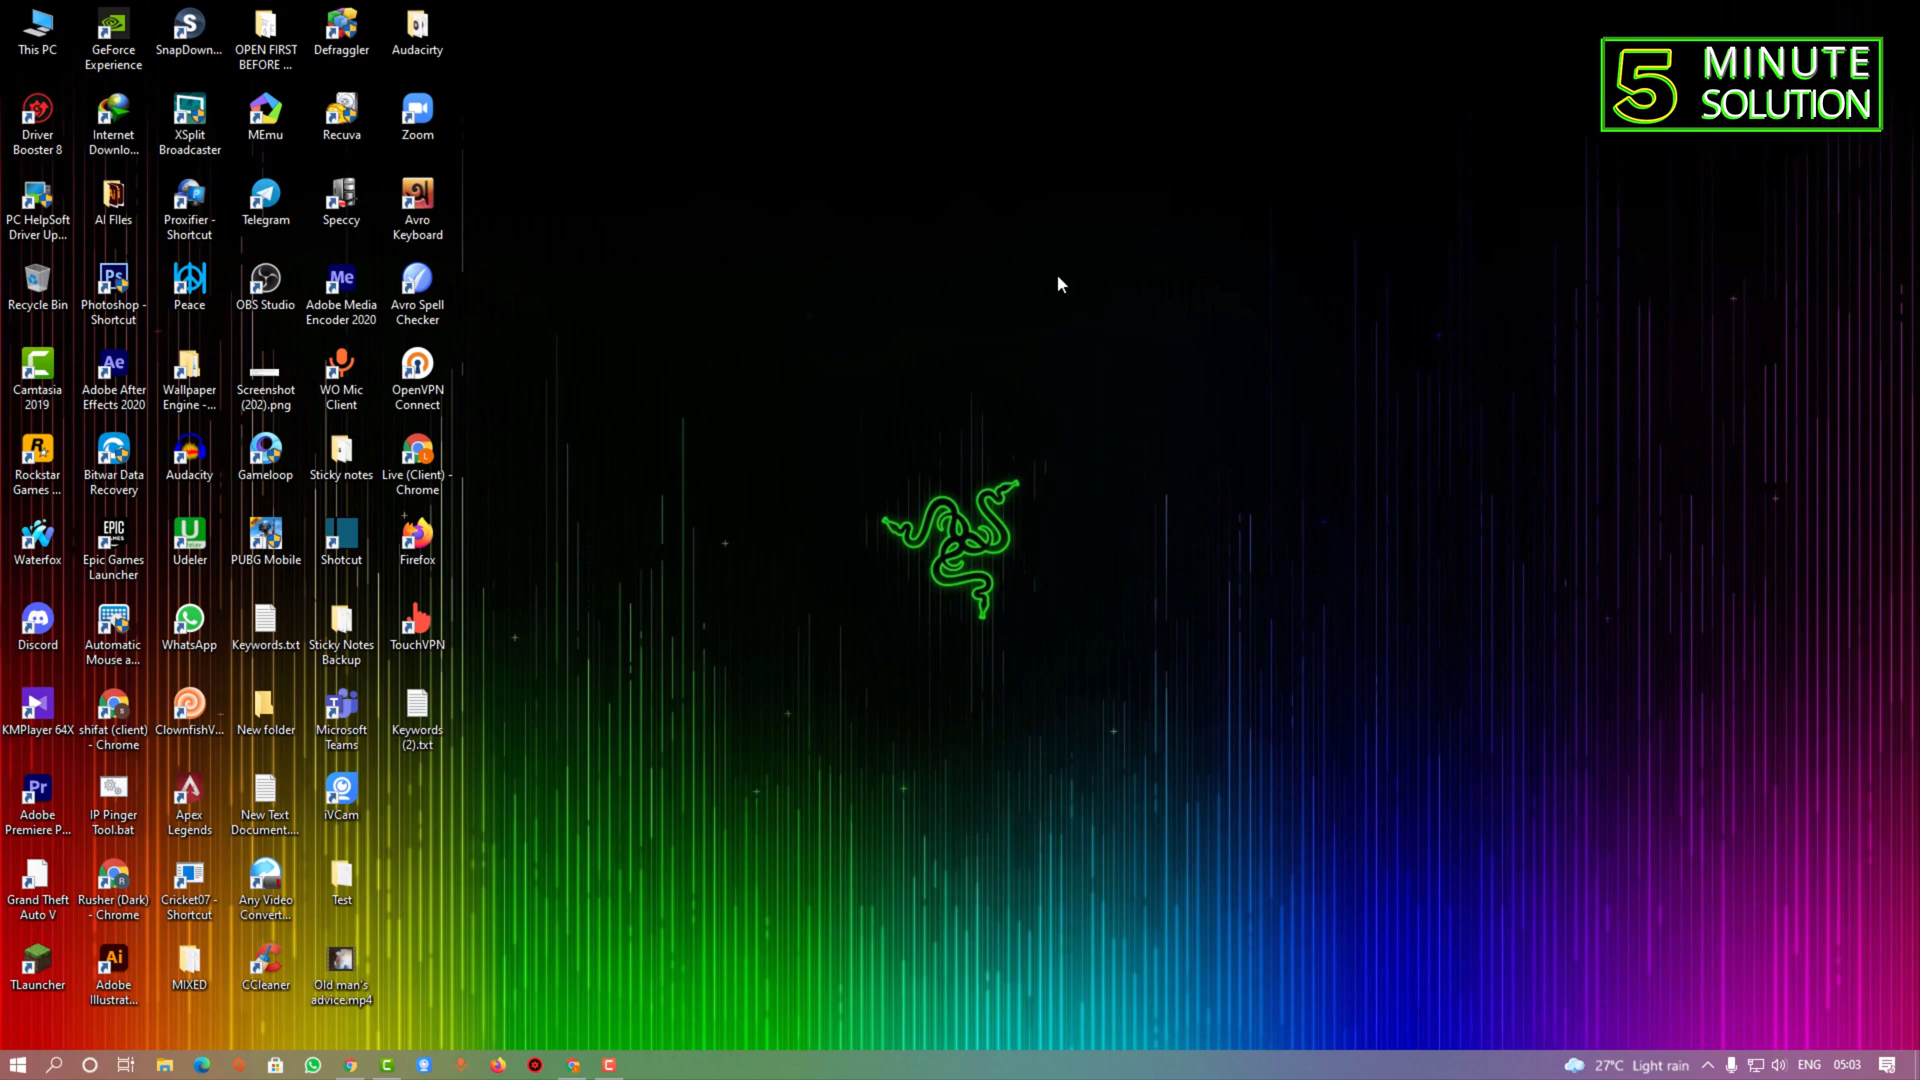 This PC
GeForce
Experience
SnapDown...
OPEN FIRST
BEFORE ...
Defraggler
Audacirty
5 MINUTE
SOLUTION
Driver
Booster 8
Internet
Downlo...
XSplit
Broadcaster
MEmu
Recuva
Zoom
PC HelpSoft
Driver Up...
AI FIles
Proxifier -
Shortcut
Telegram
Speccy
Avro
Keyboard
Recycle Bin
Photoshop -
Shortcut
Peace
OBS Studio
Adobe Media
Encoder 2020
Avro Spell
Checker
Camtasia
2019
Adobe After
Effects 2020
Wallpaper
Engine -...
Screenshot
(202).png
WO Mic
Client
OpenVPN
Connect
Rockstar
Games ...
Bitwar Data
Recovery
Audacity
Gameloop
Sticky notes
Live (Client) -
Chrome
Waterfox
Epic Games
Launcher
Udeler
PUBG Mobile
Shotcut
Firefox
Discord
Automatic
Mouse a...
WhatsApp
Keywords.txt
Sticky Notes
Backup
TouchVPN
KMPlayer 64X
shifat (client)
- Chrome
ClownfishV...
New folder
Microsoft
Teams
Keywords
(2).txt
Adobe
Premiere P...
IP Pinger
Tool.bat
Apex
Legends
New Text
Document....
iVCam
Grand Theft
Auto V
Rusher (Dark)
- Chrome
Cricket07 -
Shortcut
Any Video
Convert...
Test
TLauncher
Adobe
Illustrat...
MIXED
CCleaner
Old man's
advice.mp4
27°C Light rain ENG 05:03